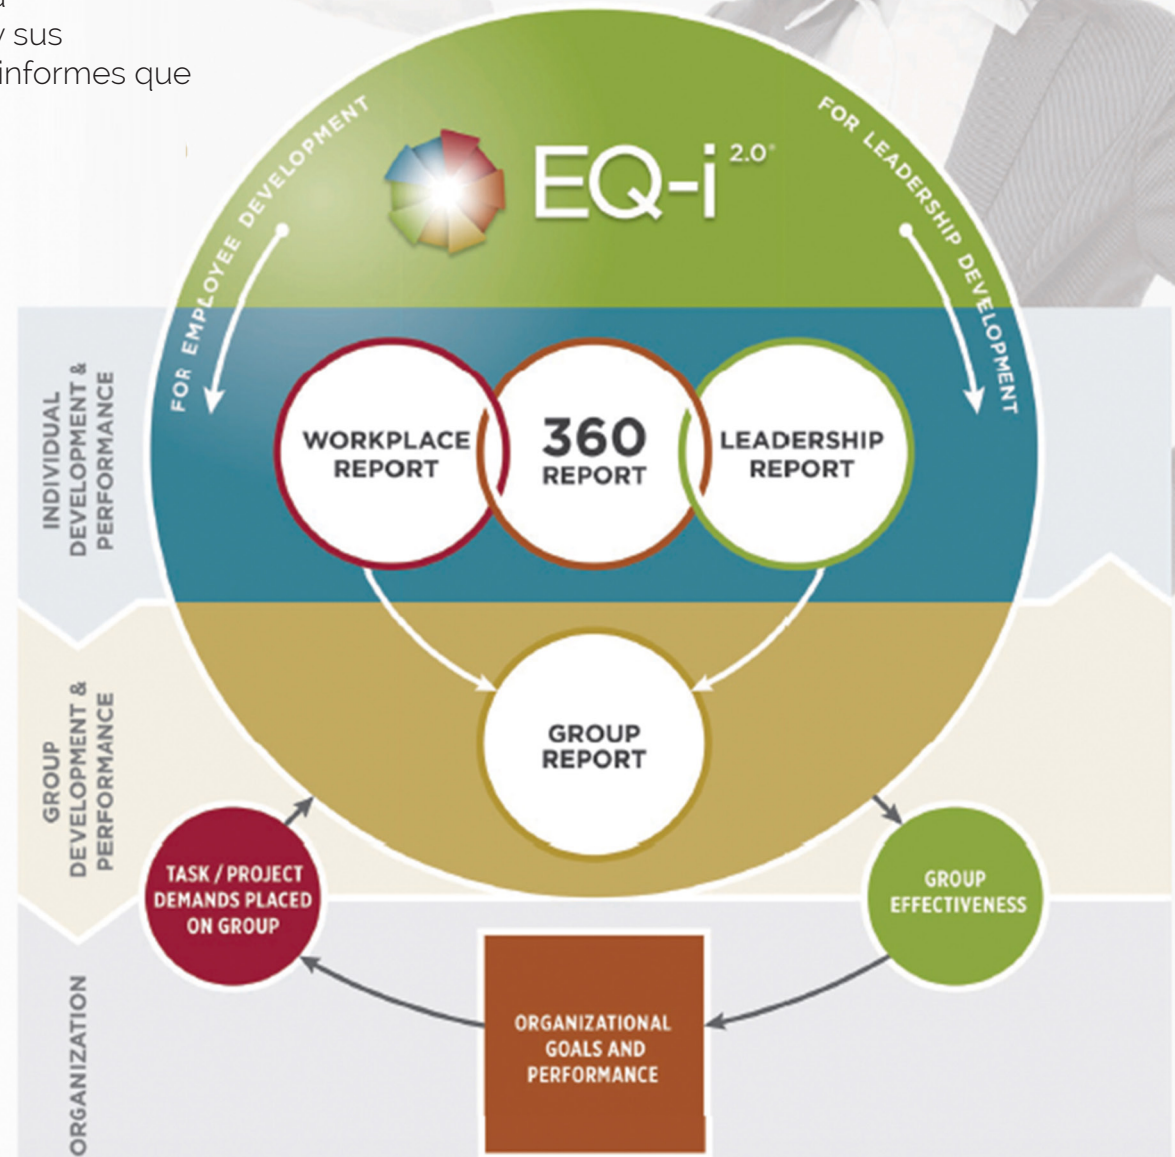 y sus
informes que
FOR EMPLOYEE DEVELOPMENT
EQ-i 2.0®
FOR LEADERSHIP DEVELOPMENT
INDIVIDUAL
DEVELOPMENT &
PERFORMANCE
WORKPLACE
REPORT
360
REPORT
LEADERSHIP
REPORT
GROUP
DEVELOPMENT &
PERFORMANCE
GROUP
REPORT
TASK / PROJECT
DEMANDS PLACED
ON GROUP
GROUP
EFFECTIVENESS
ORGANIZATION
ORGANIZATIONAL
GOALS AND
PERFORMANCE